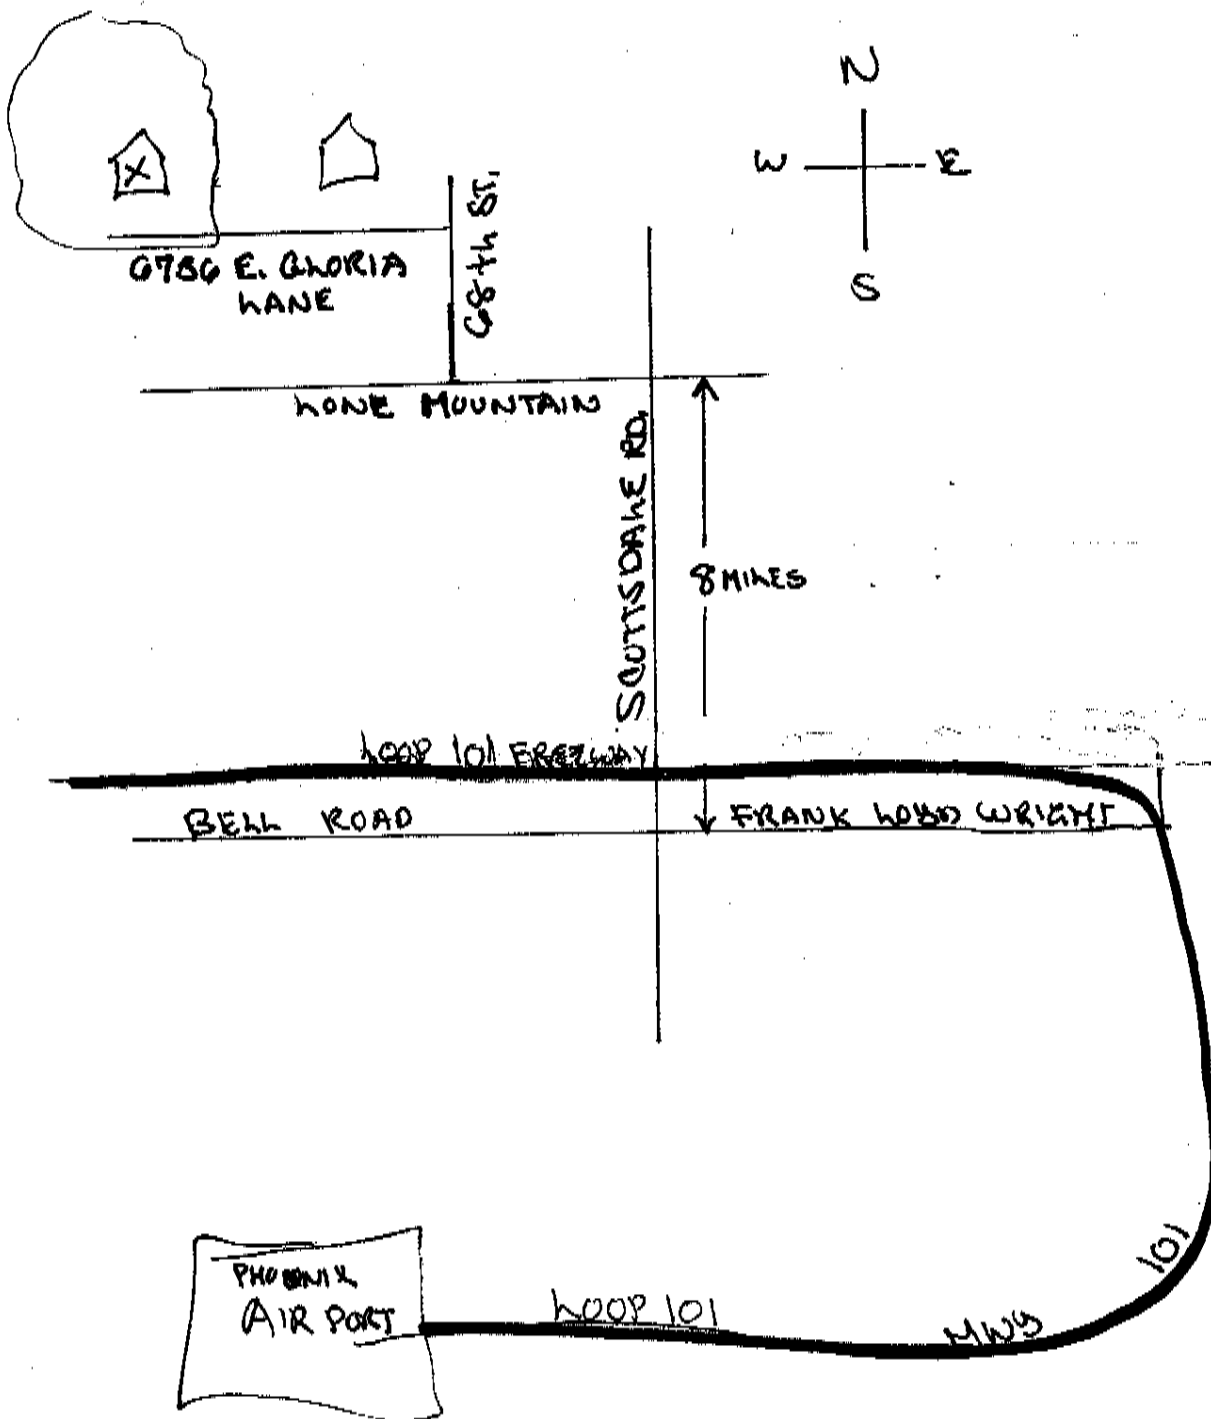 N
W E
S
6736 E. GLORIA
LANE
68th ST.
LONE MOUNTAIN
SCOTTSDALE RD.
8 MILES
LOOP 101 FREEWAY
BELL ROAD
FRANK LOYD WRIGHT
PHOENIX
AIR PORT
LOOP 101
HWY
101